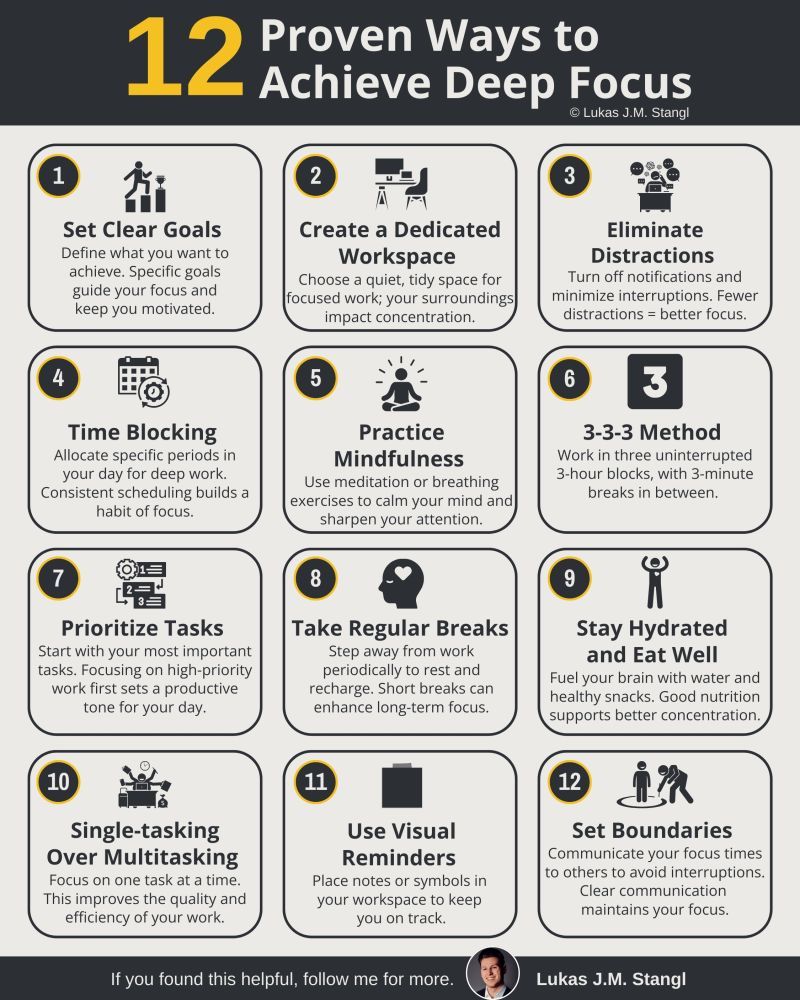 12
Proven Ways to
Achieve Deep Focus
© Lukas J.M. Stangl
1
Set Clear Goals
Define what you want to
achieve. Specific goals
guide your focus and
keep you motivated.
2
Create a Dedicated
Workspace
Choose a quiet, tidy space for
focused work; your surroundings
impact concentration.
3
Eliminate
Distractions
Turn off notifications and
minimize interruptions. Fewer
distractions = better focus.
4
Time Blocking
Allocate specific periods in
your day for deep work.
Consistent scheduling builds a
habit of focus.
5
Practice
Mindfulness
Use meditation or breathing
exercises to calm your mind and
sharpen your attention.
6
3
3-3-3 Method
Work in three uninterrupted
3-hour blocks, with 3-minute
breaks in between.
7
1
2
3
Prioritize Tasks
Start with your most important
tasks. Focusing on high-priority
work first sets a productive
tone for your day.
8
Take Regular Breaks
Step away from work
periodically to rest and
recharge. Short breaks can
enhance long-term focus.
9
Stay Hydrated
and Eat Well
Fuel your brain with water and
healthy snacks. Good nutrition
supports better concentration.
10
Single-tasking
Over Multitasking
Focus on one task at a time.
This improves the quality and
efficiency of your work.
11
Use Visual
Reminders
Place notes or symbols in
your workspace to keep
you on track.
12
Set Boundaries
Communicate your focus times
to others to avoid interruptions.
Clear communication
maintains your focus.
If you found this helpful, follow me for more.
Lukas J.M. Stangl